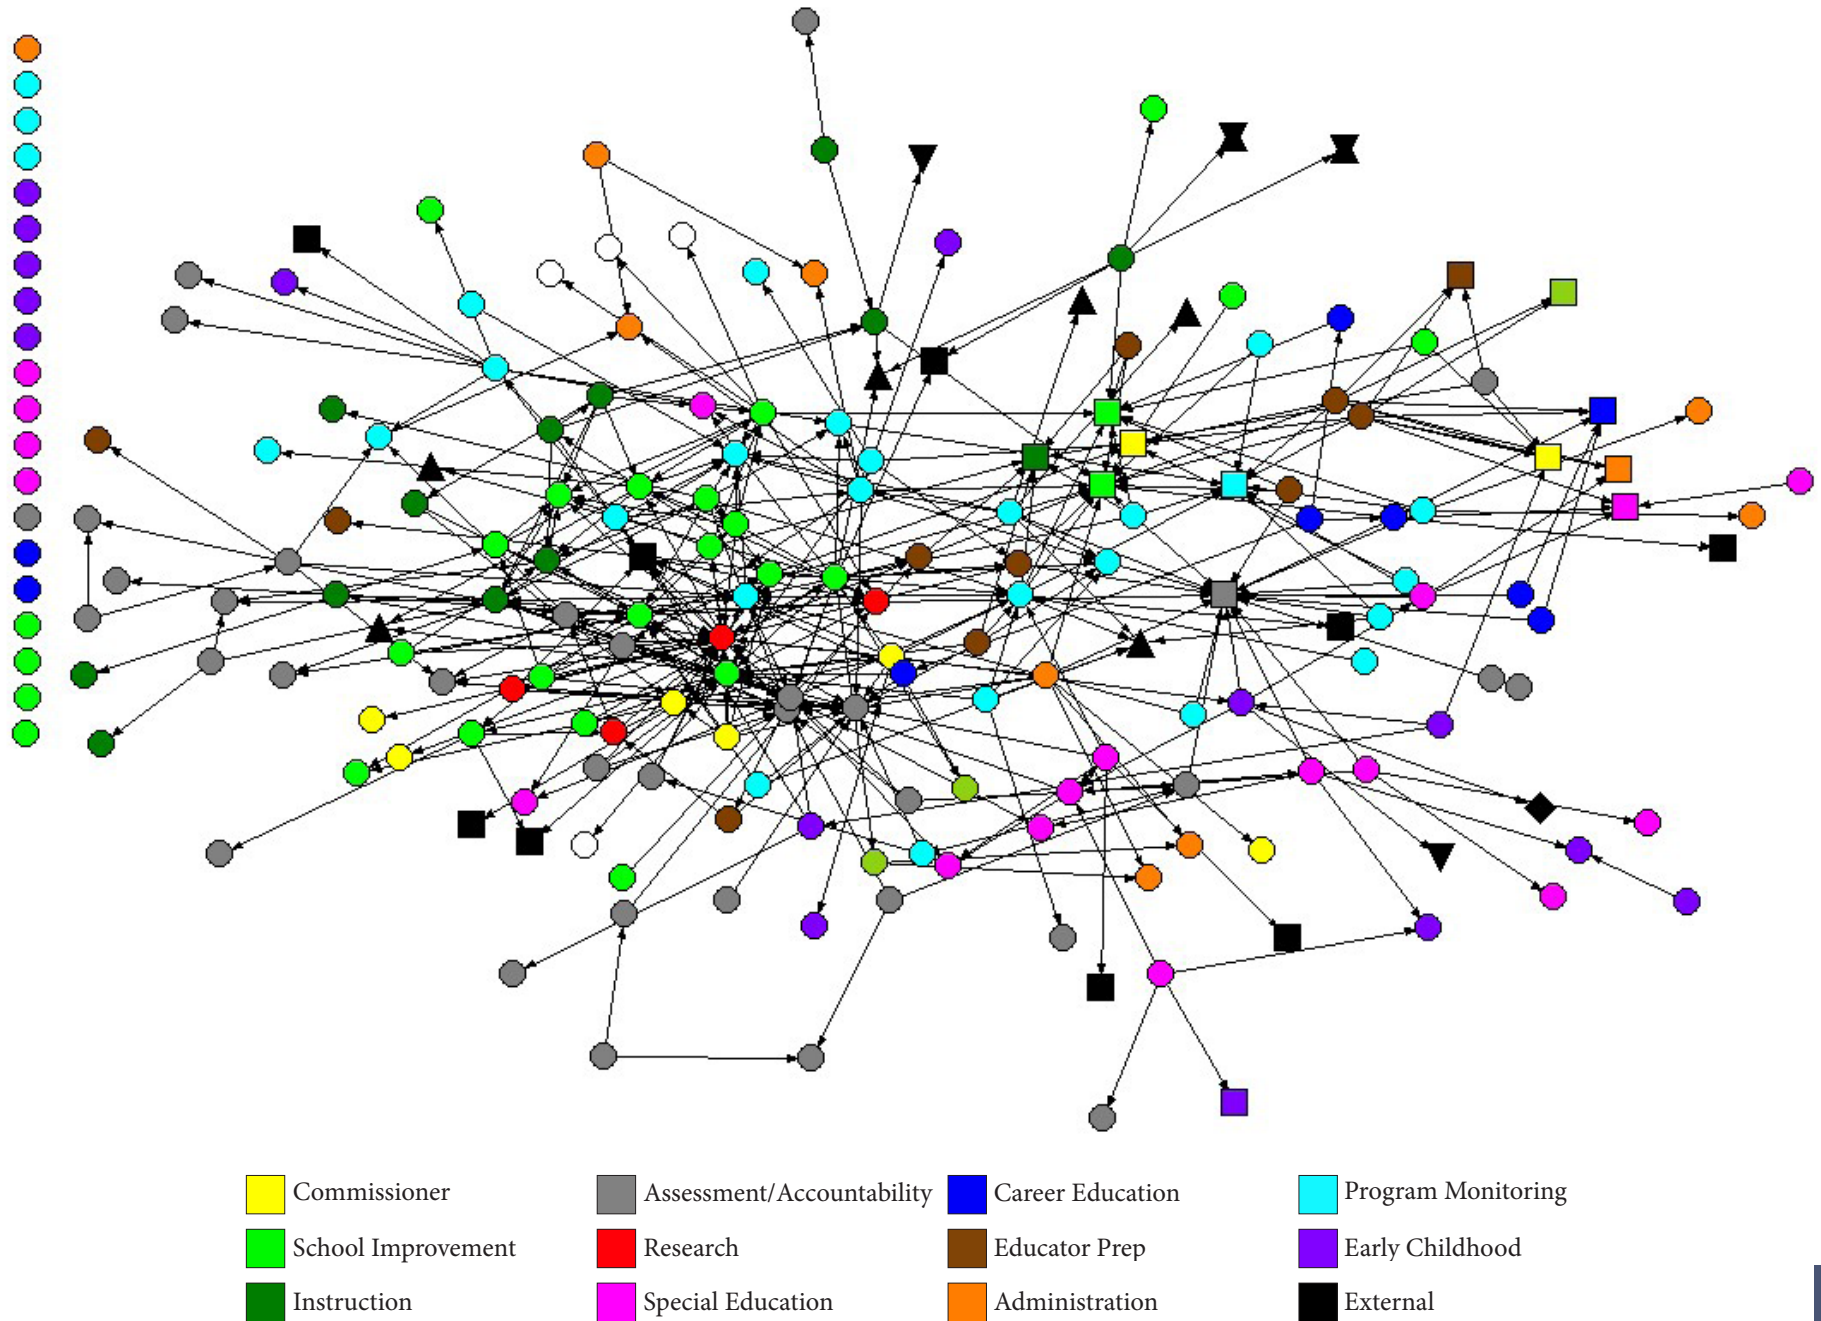 Commissioner
Assessment/Accountability
Career Education
Program Monitoring
School Improvement
Research
Educator Prep
Early Childhood
Instruction
Special Education
Administration
External